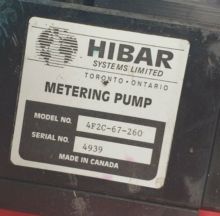 HIBAR
SYSTEMS LIMITED
TORONTO • ONTARIO
METERING PUMP
MODEL NO. 4F2C-67-260
SERIAL NO. 4939
MADE IN CANADA